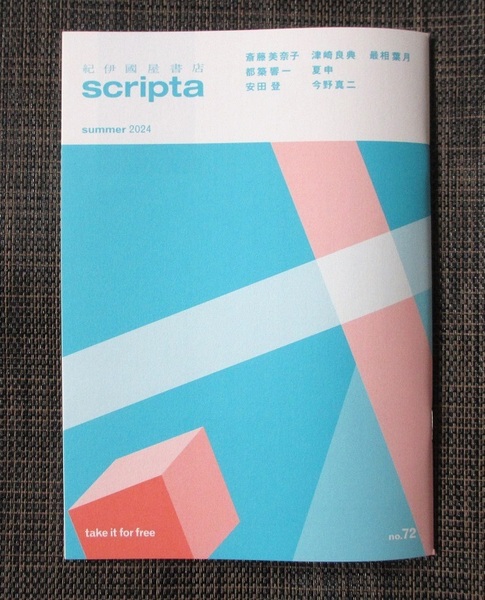 紀伊國屋書店
scripta
summer 2024
斎藤美奈子 津﨑良典 最相葉月
都築響一 夏申
安田登 今野真二
take it for free
no.72